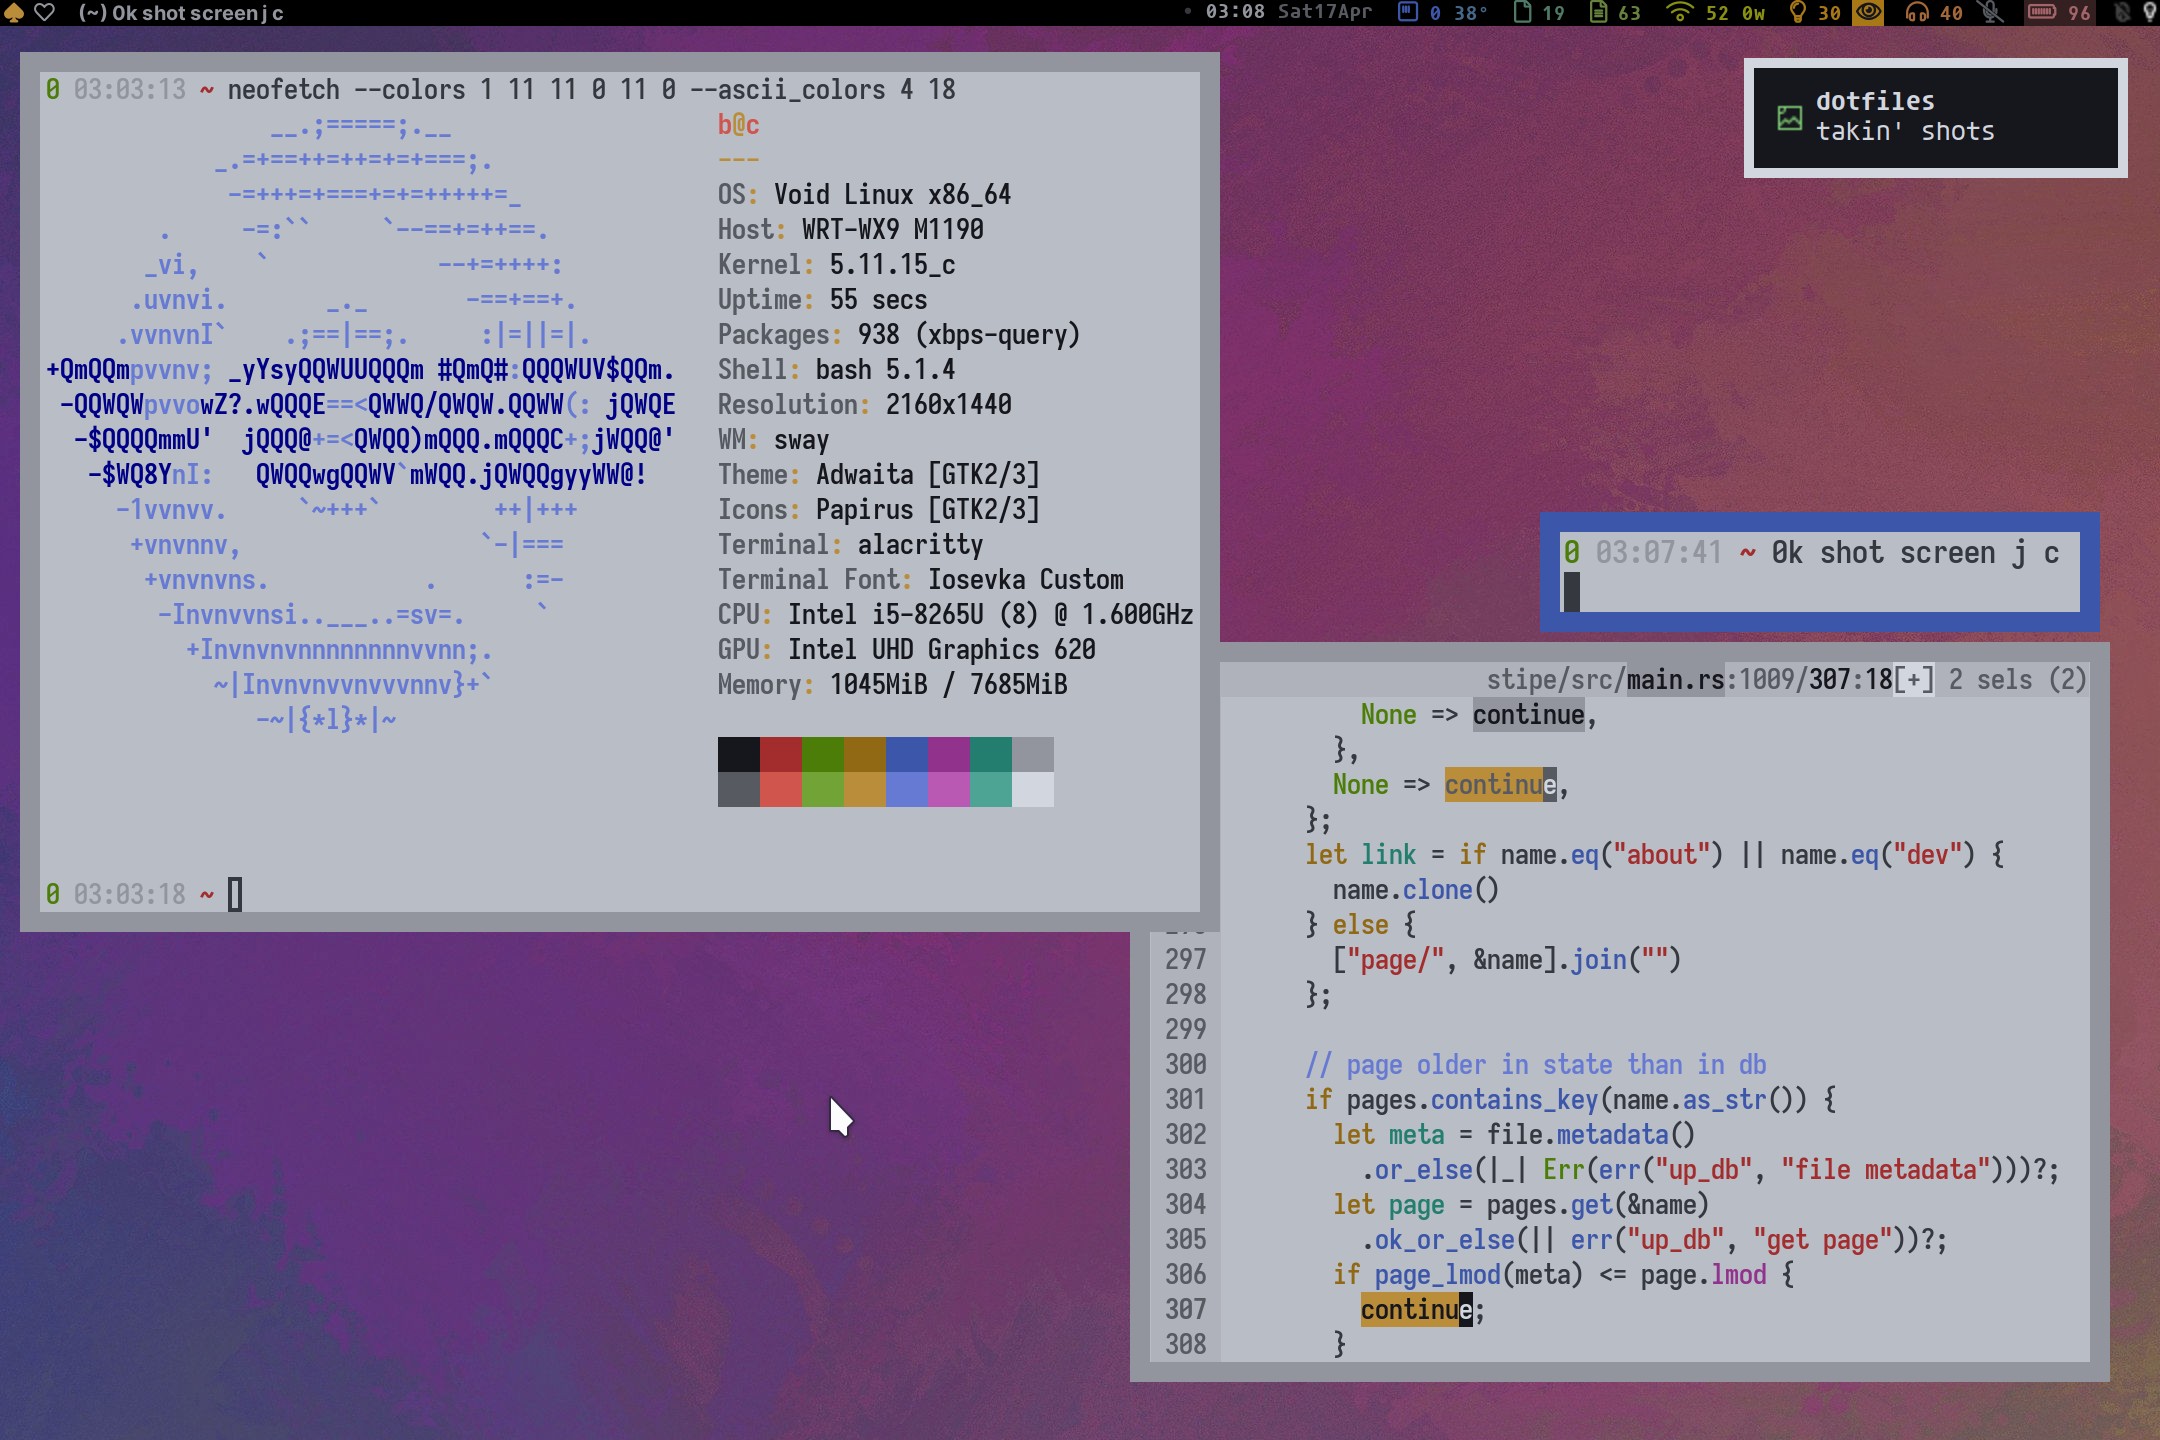 (~) 0k shot screen j c
03:08 Sat17Apr 0 38° 19 63 52 0w 30 40 96
0 03:03:13 ~ neofetch --colors 1 11 11 0 11 0 --ascii_colors 4 18
__.;=====;.__
_.=+==++=++=+=+===;.
-=+++=+===+=+=+++++=_
. -=:`` `--==+=++==.
_vi, ` --+=++++:
.uvnvi. _._ -==+==+.
.vvnvnI` .;==|==;. :|=||=|.
+QmQQmpvvnv; _yYsyQQWUUQQQm #QmQ#:QQQWUV$QQm.
-QQWQWpvvowZ?.wQQQE==<QWWQ/QWQW.QQWW(: jQWQE
-$QQQQmmU' jQQQ@+=<QWQQ)mQQQ.mQQQC+;jWQQ@'
-$WQ8YnI: QWQQwgQQWV`mWQQ.jQWQQgyyWW@!
-1vvnvv. `~+++` ++|+++
+vnvnnv, `-|===
+vnvnvns. . :=-
-Invnvvnsi..___..=sv=. `
+Invnvnvnnnnnnnnvvnn;.
~|Invnvnvvnvvvnnv}+`
-~|{*l}*|~
b@c
---
OS: Void Linux x86_64
Host: WRT-WX9 M1190
Kernel: 5.11.15_c
Uptime: 55 secs
Packages: 938 (xbps-query)
Shell: bash 5.1.4
Resolution: 2160x1440
WM: sway
Theme: Adwaita [GTK2/3]
Icons: Papirus [GTK2/3]
Terminal: alacritty
Terminal Font: Iosevka Custom
CPU: Intel i5-8265U (8) @ 1.600GHz
GPU: Intel UHD Graphics 620
Memory: 1045MiB / 7685MiB
0 03:03:18 ~
dotfiles
takin' shots
0 03:07:41 ~ 0k shot screen j c
stipe/src/main.rs:1009/307:18[+] 2 sels (2)
None => continue,
},
None => continue,
};
let link = if name.eq("about") || name.eq("dev") {
name.clone()
} else {
297 ["page/", &name].join("")
298 };
299
300 // page older in state than in db
301 if pages.contains_key(name.as_str()) {
302 let meta = file.metadata()
303 .or_else(|_| Err(err("up_db", "file metadata")))?;
304 let page = pages.get(&name)
305 .ok_or_else(|| err("up_db", "get page"))?;
306 if page_lmod(meta) <= page.lmod {
307 continue;
308 }